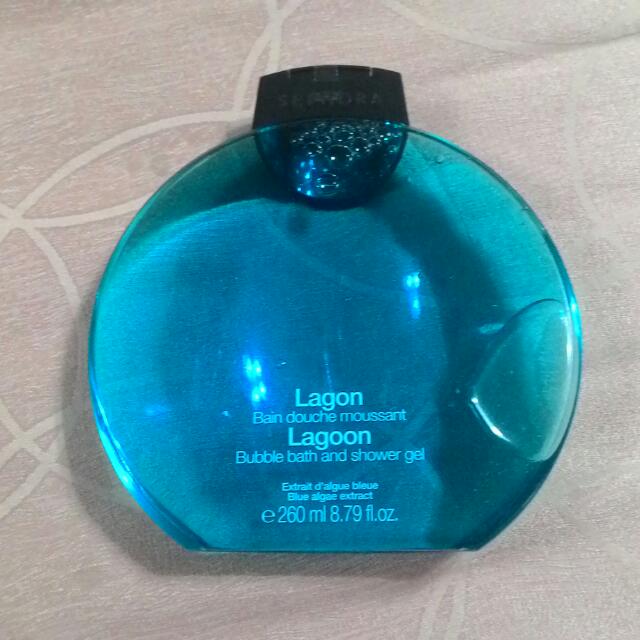 SEPHORA
Lagon
Bain douche moussant
Lagoon
Bubble bath and shower gel
Extrait d'algue bleue
Blue algae extract
℮ 260 ml 8.79 fl.oz.